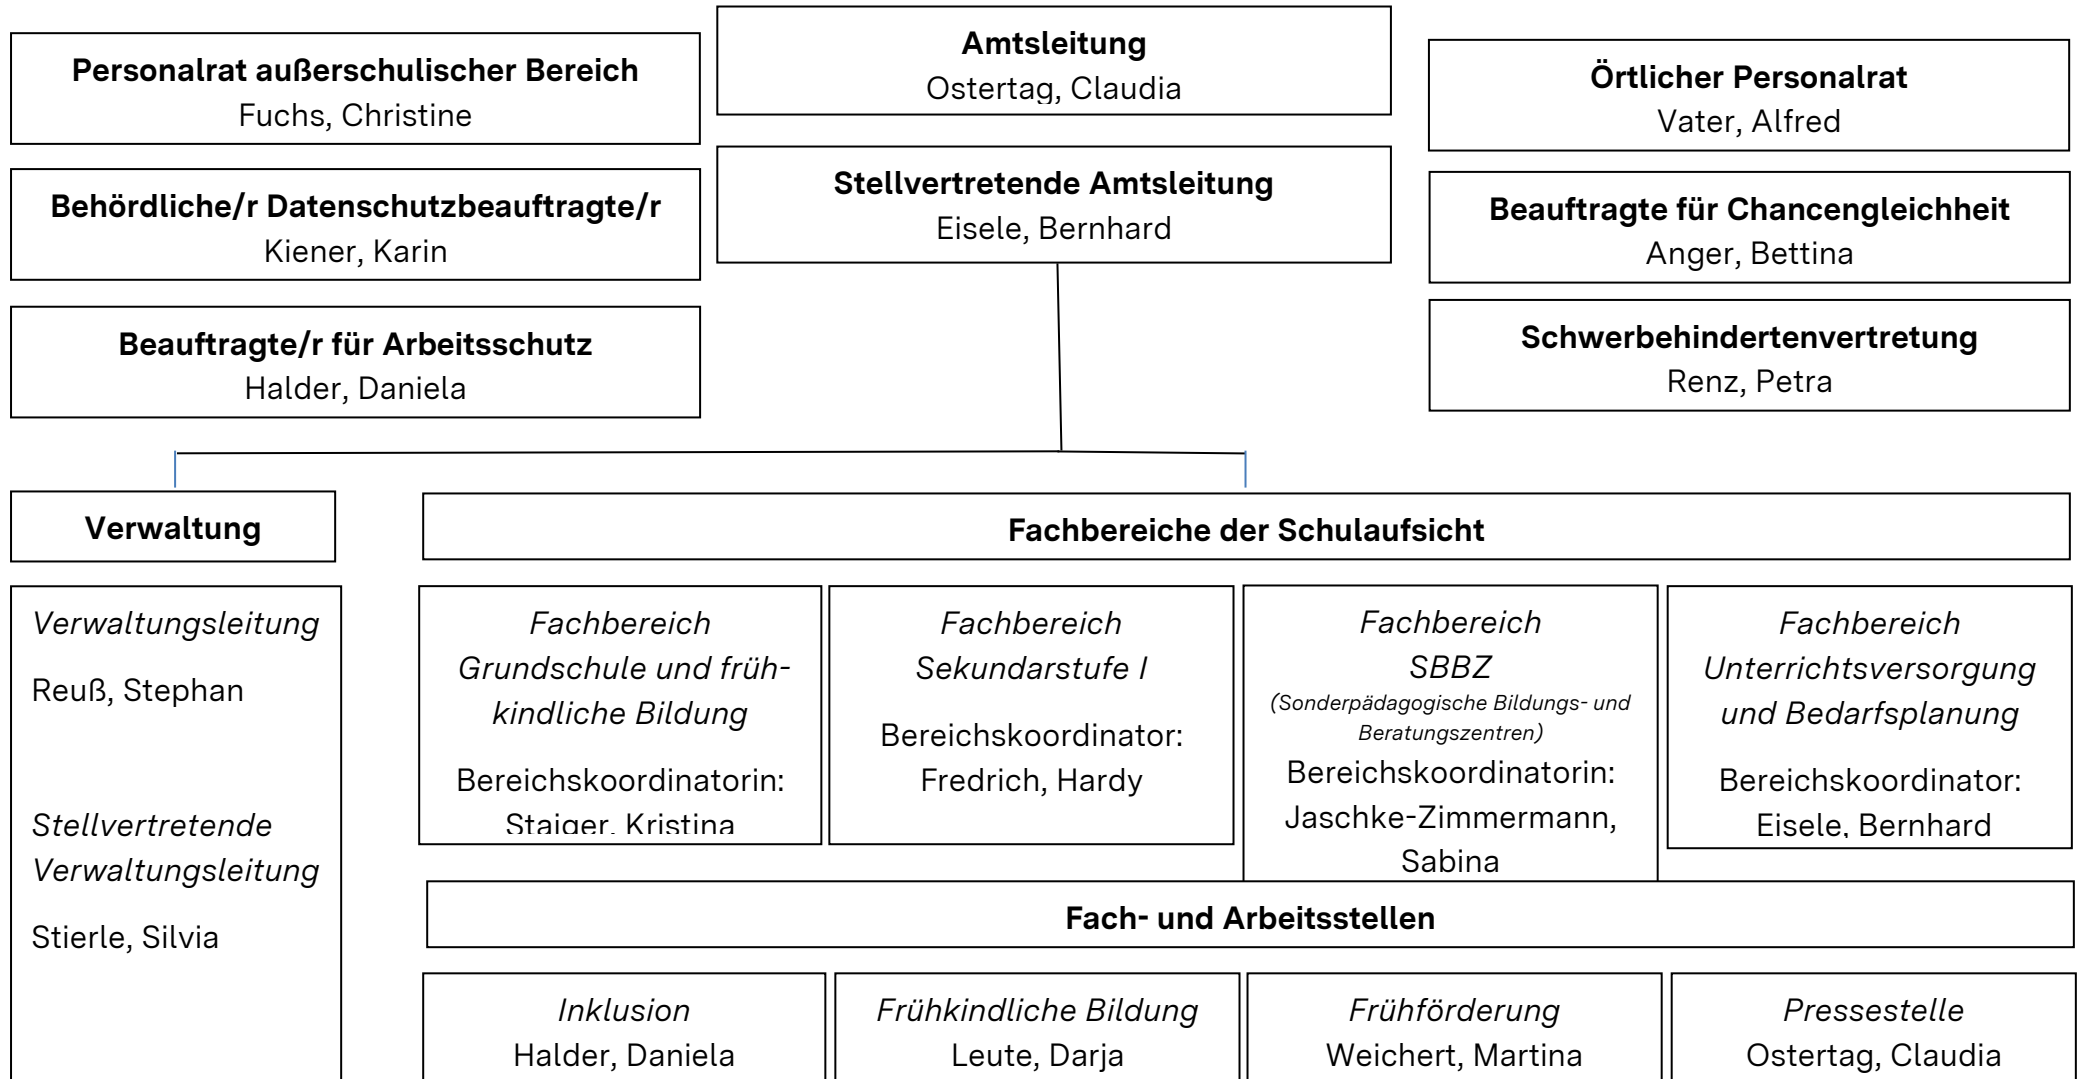 Personalrat außerschulischer Bereich
Fuchs, Christine
Amtsleitung
Ostertag, Claudia
Örtlicher Personalrat
Vater, Alfred
Behördliche/r Datenschutzbeauftragte/r
Kiener, Karin
Stellvertretende Amtsleitung
Eisele, Bernhard
Beauftragte für Chancengleichheit
Anger, Bettina
Beauftragte/r für Arbeitsschutz
Halder, Daniela
Schwerbehindertenvertretung
Renz, Petra
Verwaltung
Verwaltungsleitung
Reuß, Stephan
Stellvertretende
Verwaltungsleitung
Stierle, Silvia
Fachbereiche der Schulaufsicht
Fachbereich
Grundschule und früh-
kindliche Bildung
Bereichskoordinatorin:
Staiger, Kristina
Fachbereich
Sekundarstufe I
Bereichskoordinator:
Fredrich, Hardy
Fachbereich
SBBZ
(Sonderpädagogische Bildungs- und
Beratungszentren)
Bereichskoordinatorin:
Jaschke-Zimmermann,
Sabina
Fachbereich
Unterrichtsversorgung
und Bedarfsplanung
Bereichskoordinator:
Eisele, Bernhard
Fach- und Arbeitsstellen
Inklusion
Halder, Daniela
Frühkindliche Bildung
Leute, Darja
Frühförderung
Weichert, Martina
Pressestelle
Ostertag, Claudia